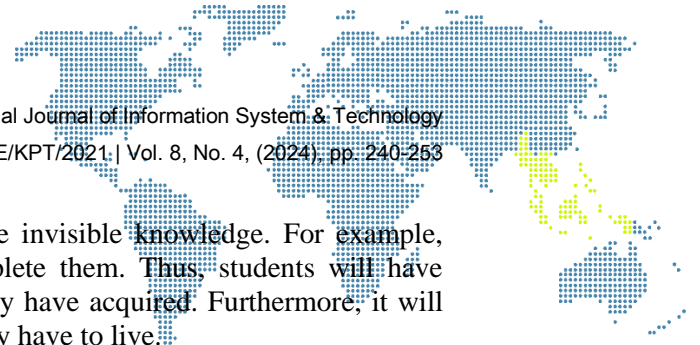 al Journal of Information System & Technology
E/KPT/2021 | Vol. 8, No. 4, (2024), pp. 240-253
e invisible knowledge. For example,
plete them. Thus, students will have
y have acquired. Furthermore, it will
w have to live.